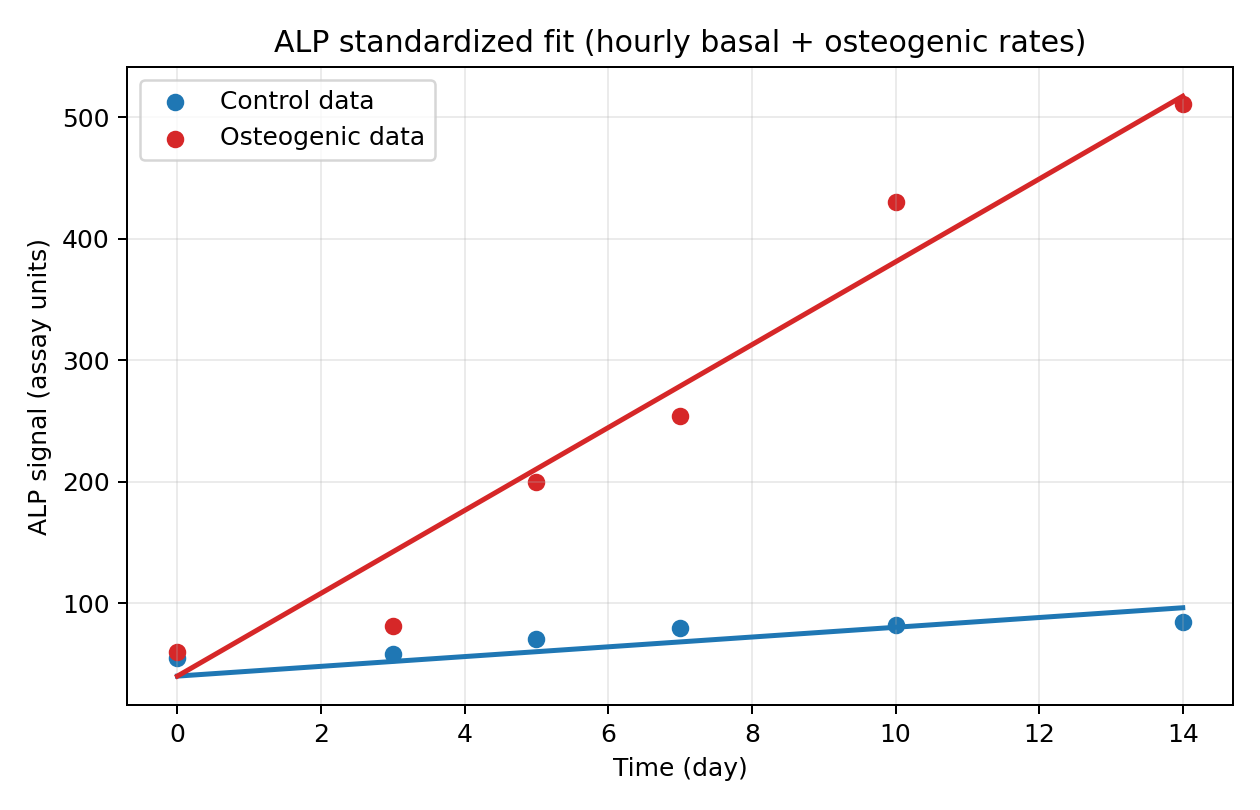 ALP standardized fit (hourly basal + osteogenic rates)
Control data
Osteogenic data
ALP signal (assay units)
500
400
300
200
100
0 2 4 6 8 10 12 14
Time (day)